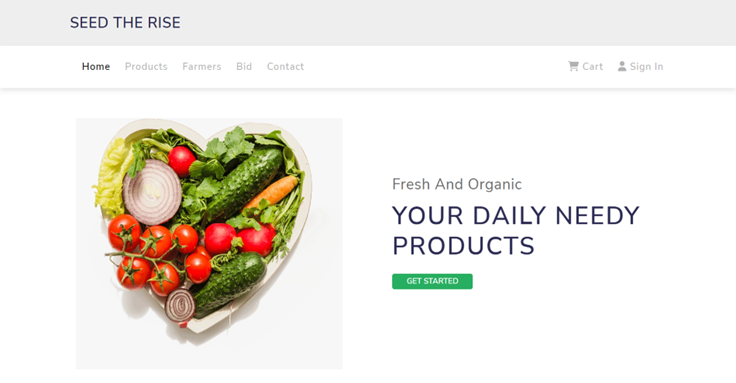 SEED THE RISE
Home Products Farmers Bid Contact Cart Sign In
Fresh And Organic
YOUR DAILY NEEDY
PRODUCTS
GET STARTED